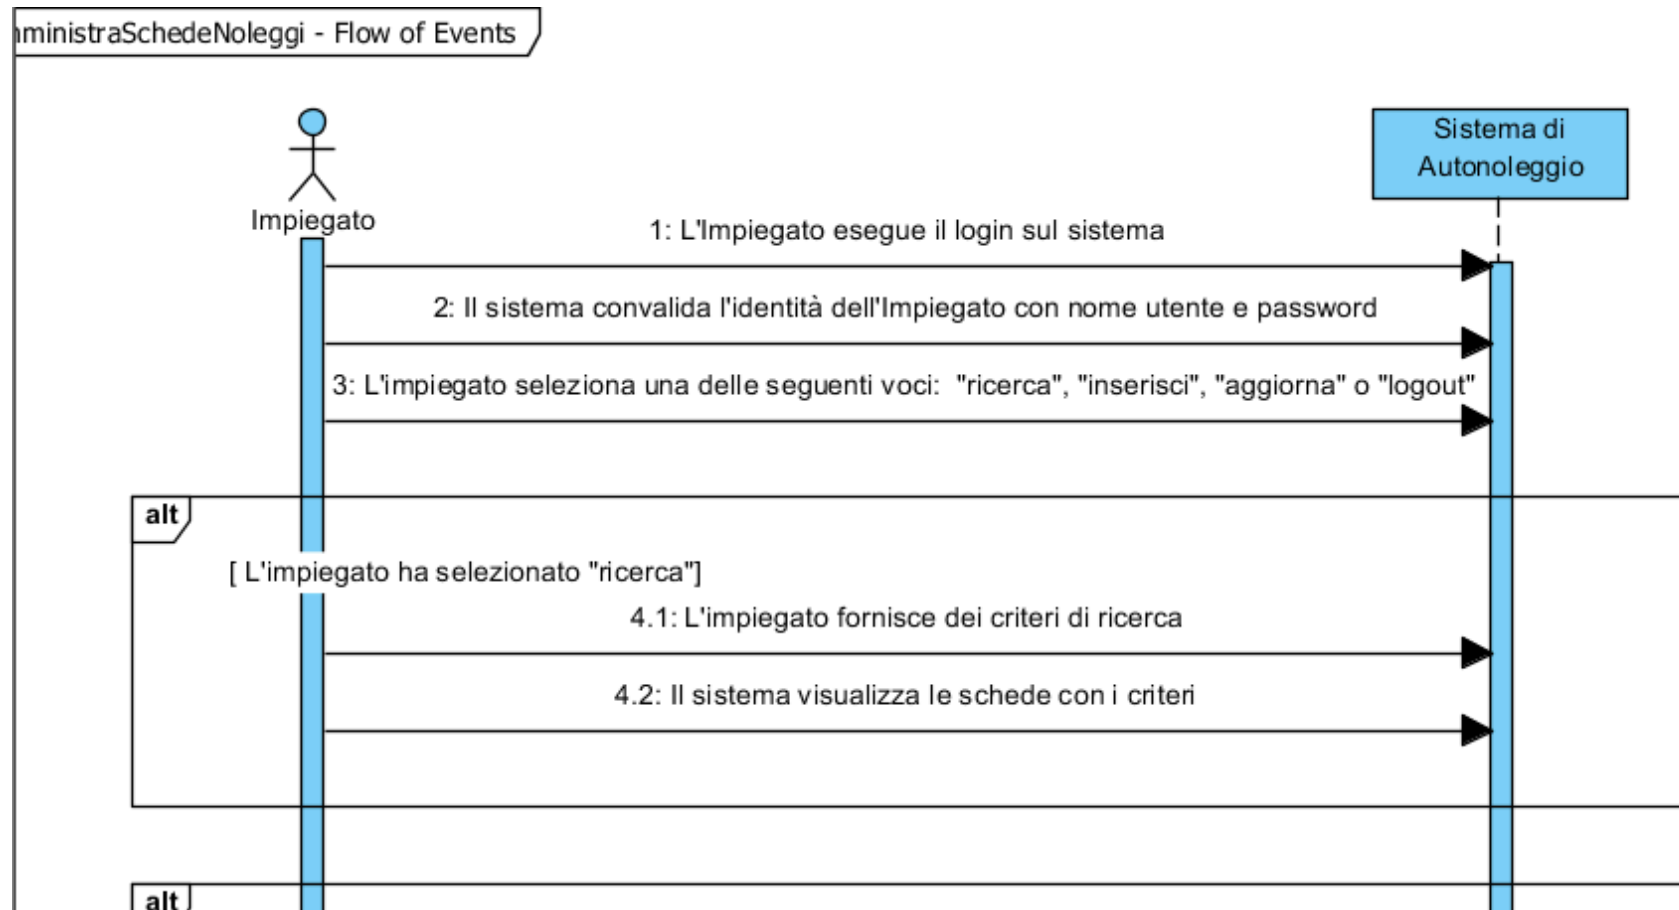 ministraSchedeNoleggi - Flow of Events
Sistema di
Autonoleggio
Impiegato
1: L'Impiegato esegue il login sul sistema
2: Il sistema convalida l'identità dell'Impiegato con nome utente e password
3: L'impiegato seleziona una delle seguenti voci: "ricerca", "inserisci", "aggiorna" o "logout"
alt
[ L'impiegato ha selezionato "ricerca"]
4.1: L'impiegato fornisce dei criteri di ricerca
4.2: Il sistema visualizza le schede con i criteri
alt